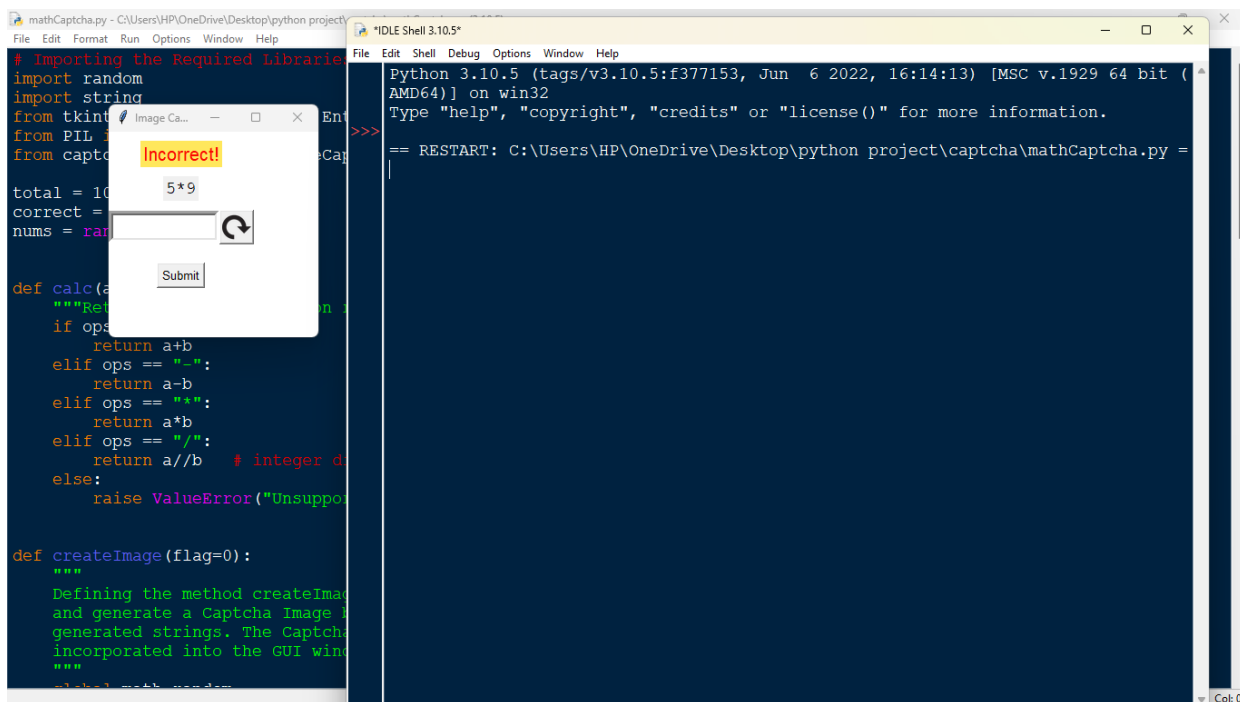 mathCaptcha.py - C:\Users\HP\OneDrive\Desktop\python project\
File Edit Format Run Options Window Help
# Importing the Required Libraries
import random
import string
from tkint
from PIL
from captc
total = 10
correct =
nums = ran
def calc(a
"""Ret
if ops
return a+b
elif ops == "-":
return a-b
elif ops == "*":
return a*b
elif ops == "/":
return a//b # integer d
else:
raise ValueError("Unsuppo
def createImage(flag=0):
"""
Defining the method createImag
and generate a Captcha Image
generated strings. The Captcha
incorporated into the GUI wind
"""
Image Ca...
Incorrect!
5*9
Submit
*IDLE Shell 3.10.5*
File Edit Shell Debug Options Window Help
Python 3.10.5 (tags/v3.10.5:f377153, Jun 6 2022, 16:14:13) [MSC v.1929 64 bit (
AMD64)] on win32
Type "help", "copyright", "credits" or "license()" for more information.
>>>
== RESTART: C:\Users\HP\OneDrive\Desktop\python project\captcha\mathCaptcha.py =
Col: 0